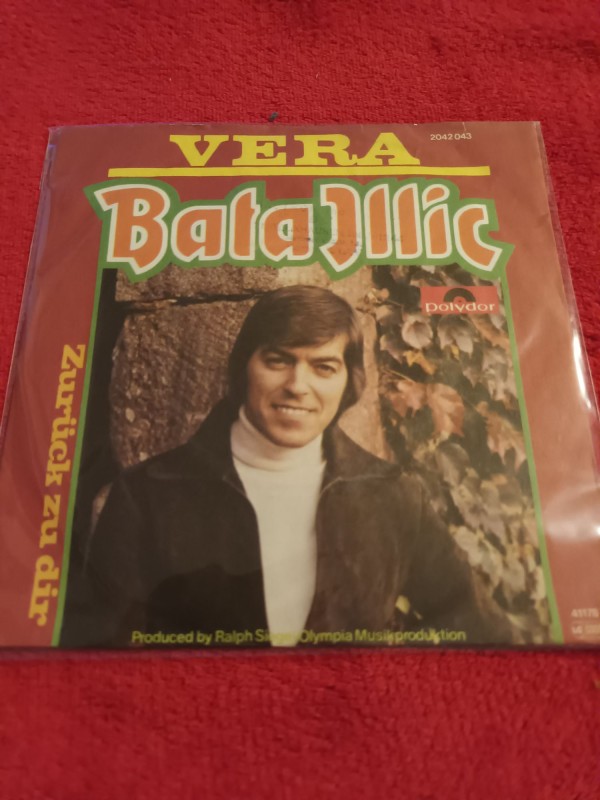 VERA
2042 043
Bata Illic
polydor
Zurück zu dir
Produced by Ralph Siegel Olympia Musikproduktion